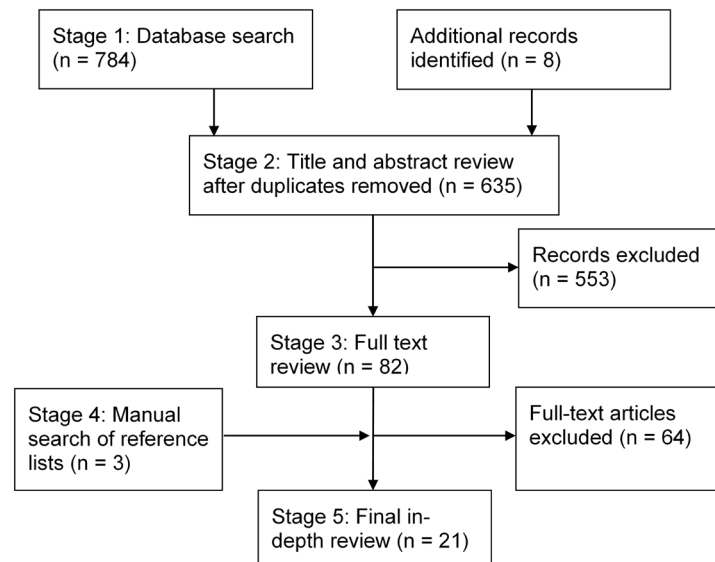 Stage 1: Database search
(n = 784)
Additional records
identified (n = 8)
Stage 2: Title and abstract review
after duplicates removed (n = 635)
Records excluded
(n = 553)
Stage 3: Full text
review (n = 82)
Stage 4: Manual
search of reference
lists (n = 3)
Full-text articles
excluded (n = 64)
Stage 5: Final in-
depth review (n = 21)